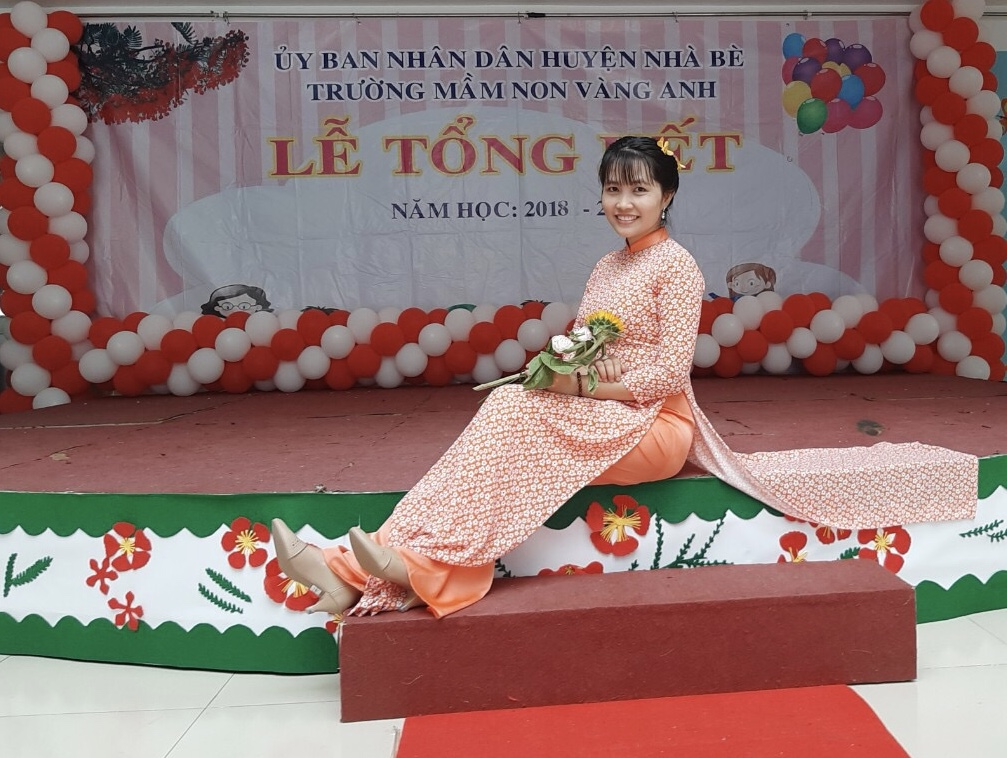 ỦY BAN NHÂN DÂN HUYỆN NHÀ BÈ
TRƯỜNG MẦM NON VÀNG ANH
LỄ TỔNG
NĂM HỌC: 2018 -